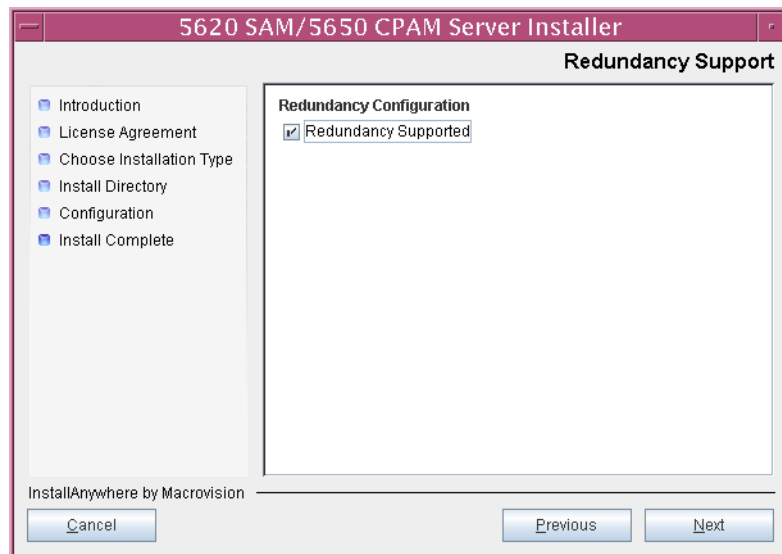 5620 SAM/5650 CPAM Server Installer
Redundancy Support
Introduction
License Agreement
Choose Installation Type
Install Directory
Configuration
Install Complete
Redundancy Configuration
Redundancy Supported
InstallAnywhere by Macrovision
Cancel
Previous
Next